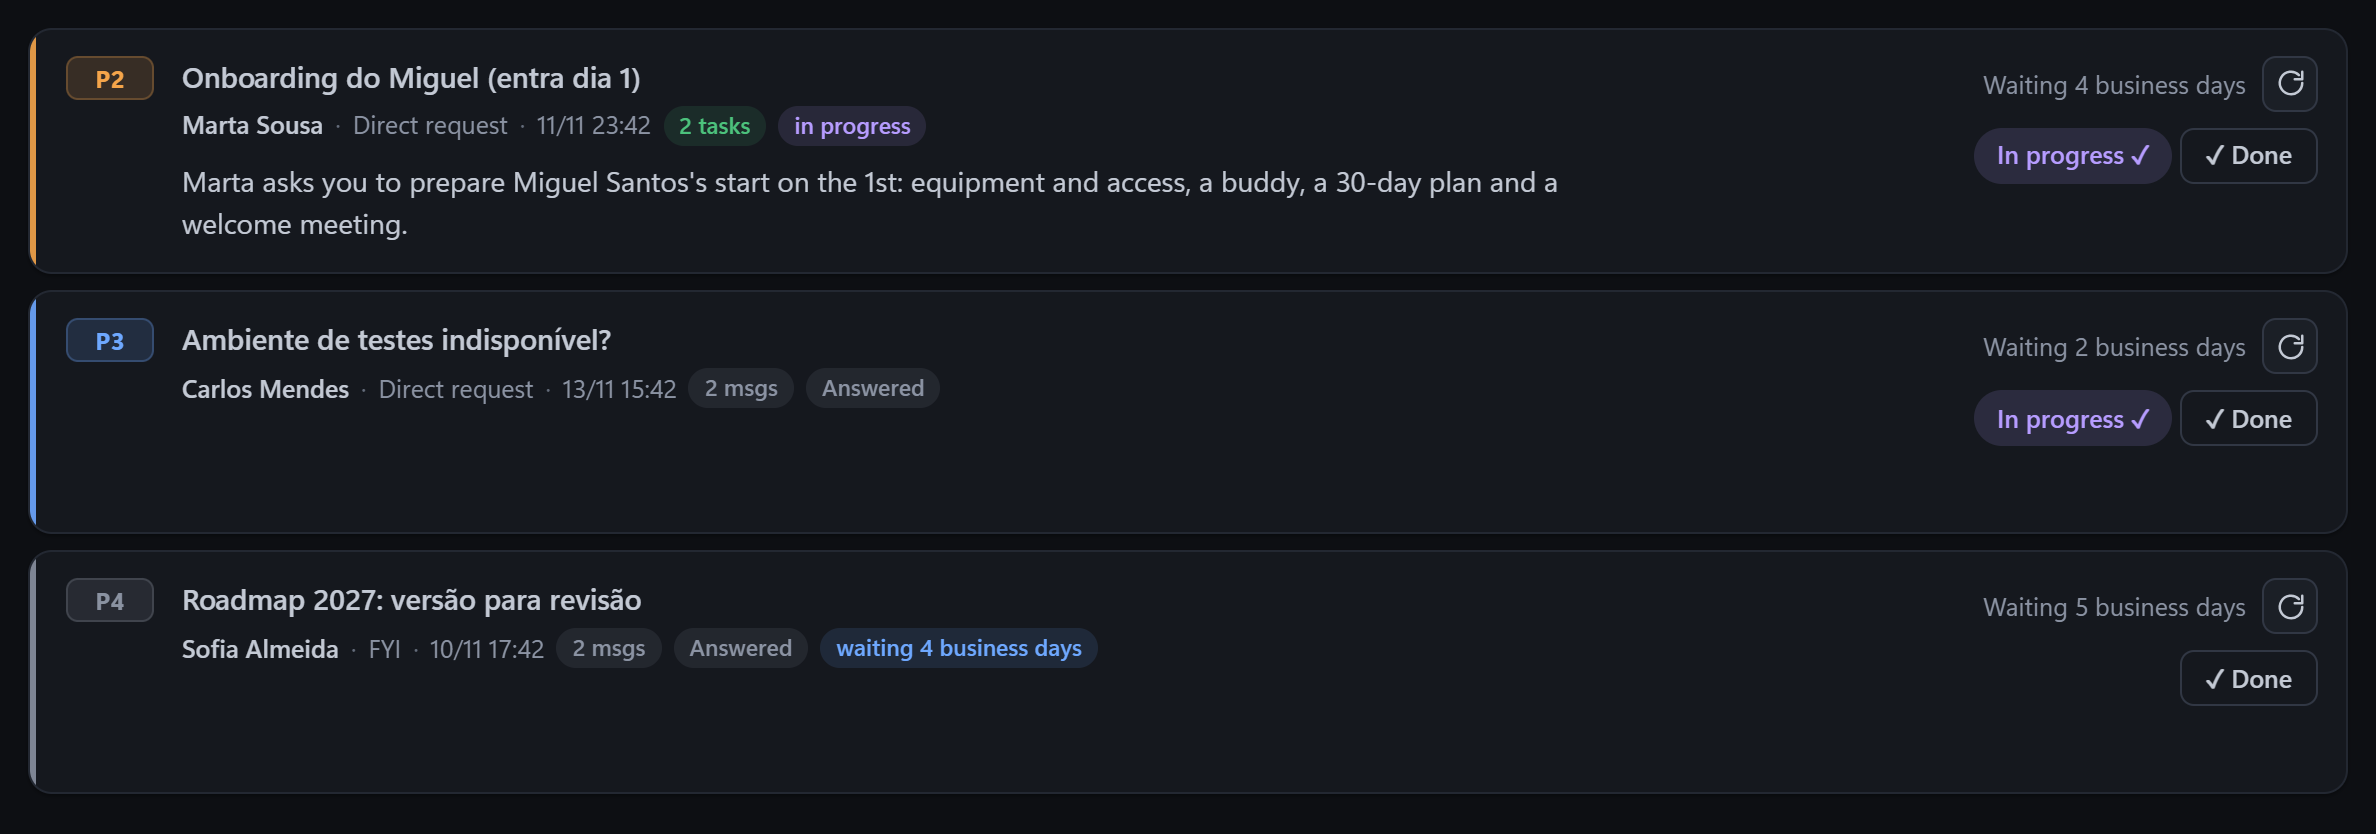 P2 Onboarding do Miguel (entra dia 1) Waiting 4 business days
Marta Sousa · Direct request · 11/11 23:42 2 tasks in progress
In progress ✓ ✓ Done
Marta asks you to prepare Miguel Santos's start on the 1st: equipment and access, a buddy, a 30-day plan and a
welcome meeting.
P3 Ambiente de testes indisponível? Waiting 2 business days
Carlos Mendes · Direct request · 13/11 15:42 2 msgs Answered
In progress ✓ ✓ Done
P4 Roadmap 2027: versão para revisão Waiting 5 business days
Sofia Almeida · FYI · 10/11 17:42 2 msgs Answered waiting 4 business days
✓ Done